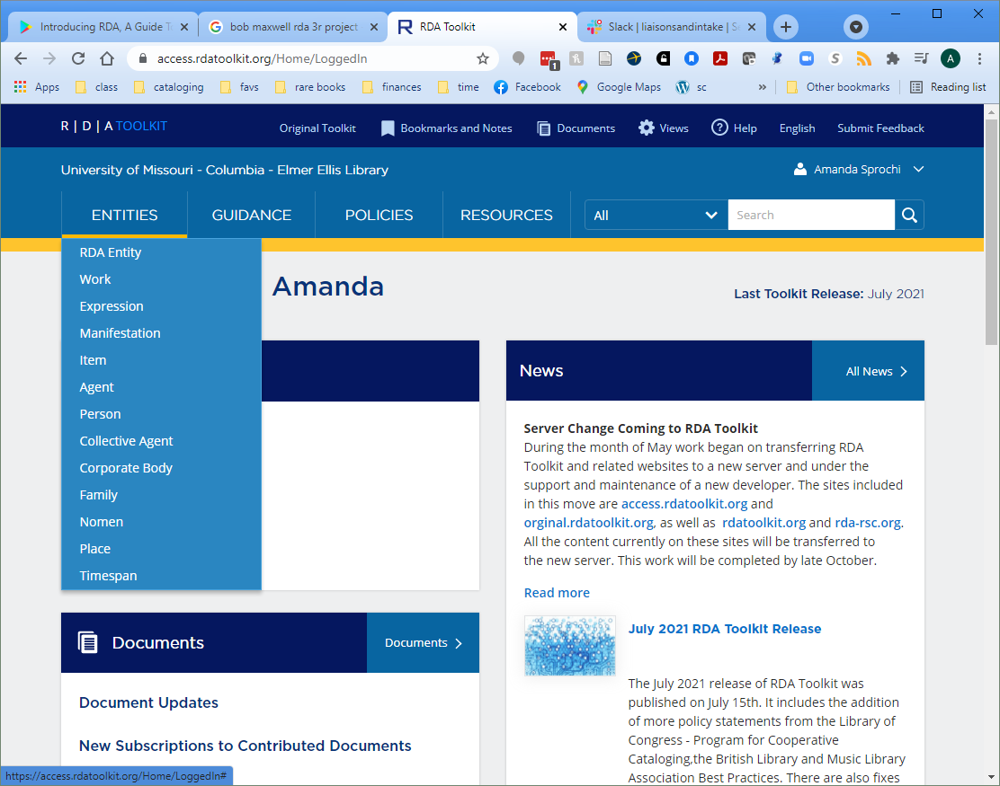 Introducing RDA, A Guide T
bob maxwell rda 3r project
RDA Toolkit
Slack | liaisonsandintake | S
access.rdatoolkit.org/Home/LoggedIn
1
A
Apps
class
cataloging
favs
rare books
finances
time
Facebook
Google Maps
sc
»
Other bookmarks
Reading list
R | D | A TOOLKIT
Original Toolkit
Bookmarks and Notes
Documents
Views
Help
English
Submit Feedback
University of Missouri - Columbia - Elmer Ellis Library
Amanda Sprochi
ENTITIES
GUIDANCE
POLICIES
RESOURCES
All
Search
RDA Entity
Work
Expression
Manifestation
Item
Agent
Person
Collective Agent
Corporate Body
Family
Nomen
Place
Timespan
Amanda
Last Toolkit Release: July 2021
News
All News
Server Change Coming to RDA Toolkit
During the month of May work began on transferring RDA
Toolkit and related websites to a new server and under the
support and maintenance of a new developer. The sites included
in this move are access.rdatoolkit.org and
orginal.rdatoolkit.org, as well as rdatoolkit.org and rda-rsc.org.
All the content currently on these sites will be transferred to
the new server. This work will be completed by late October.
Read more
July 2021 RDA Toolkit Release
The July 2021 release of RDA Toolkit was
published on July 15th. It includes the addition
of more policy statements from the Library of
Congress - Program for Cooperative
Cataloging,the British Library and Music Library
Association Best Practices. There are also fixes
Documents
Documents
Document Updates
New Subscriptions to Contributed Documents
https://access.rdatoolkit.org/Home/LoggedIn#